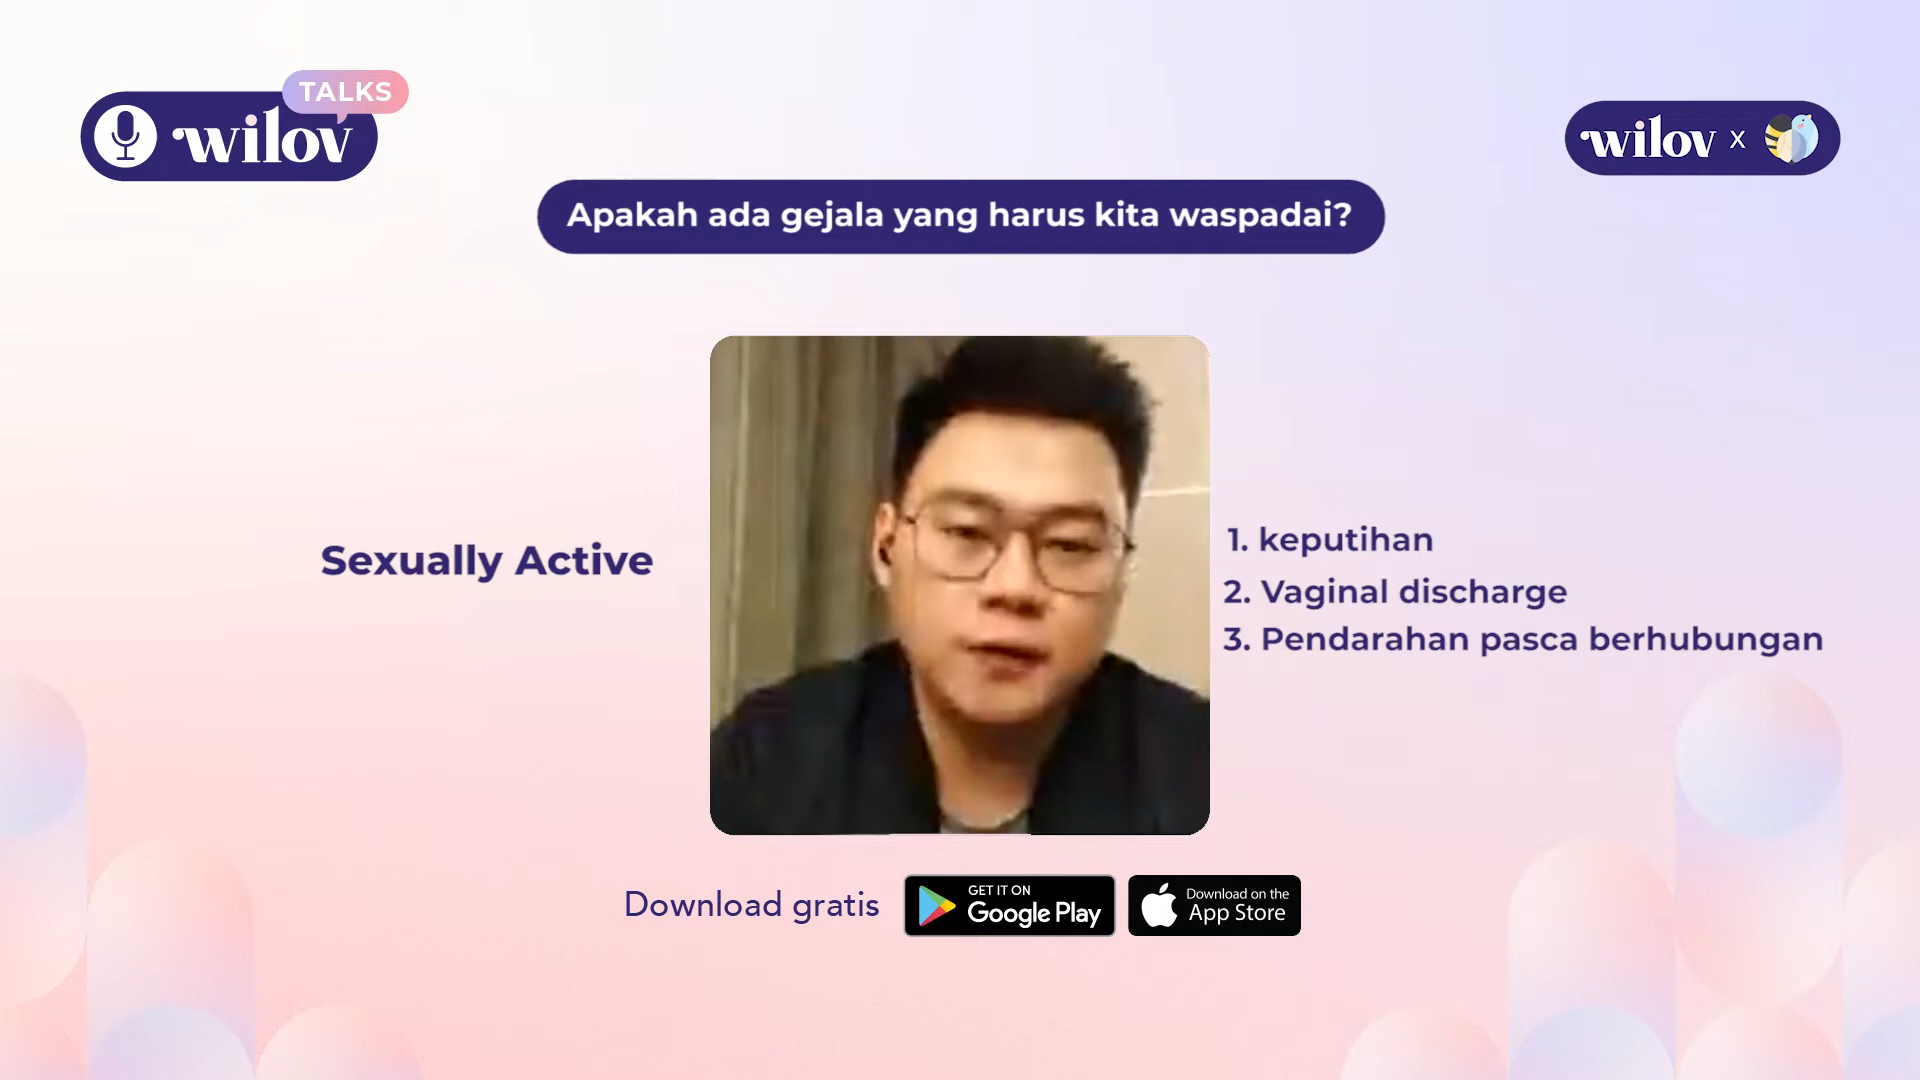 TALKS
wilov
wilov x
Apakah ada gejala yang harus kita waspadai?
Sexually Active
1. keputihan
2. Vaginal discharge
3. Pendarahan pasca berhubungan
Download gratis
GET IT ON
Google Play
Download on the
App Store